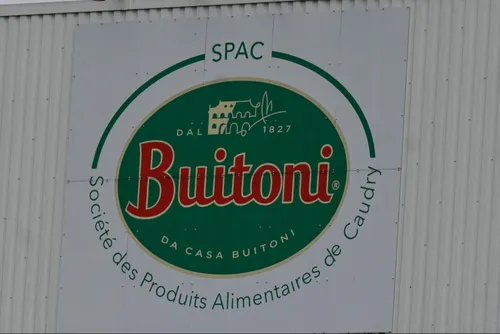 SPAC
DAL 1827
Buitoni®
DA CASA BUITONI
Société des Produits Alimentaires de Caudry